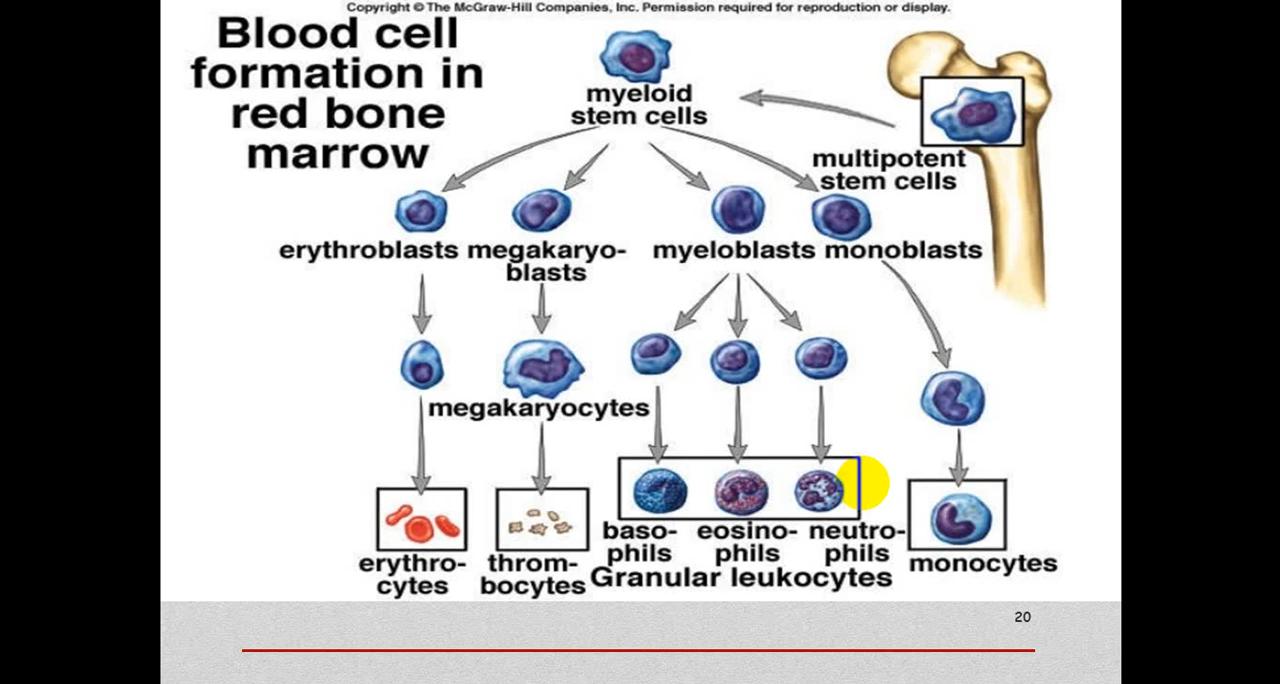 Copyright © The McGraw-Hill Companies, Inc. Permission required for reproduction or display.
Blood cell
formation in
red bone
marrow
myeloid
stem cells
multipotent
stem cells
erythroblasts
megakaryo-
blasts
myeloblasts
monoblasts
megakaryocytes
erythro-
cytes
throm-
bocytes
baso-
phils
eosino-
phils
neutro-
phils
Granular leukocytes
monocytes
20